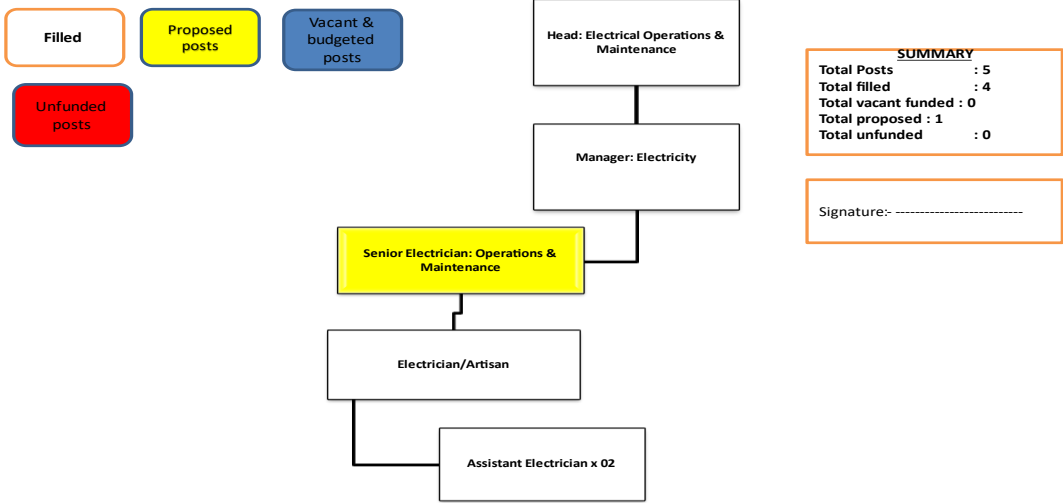 Filled
Proposed
posts
Vacant &
budgeted
posts
Unfunded
posts
Head: Electrical Operations &
Maintenance
Manager: Electricity
Senior Electrician: Operations &
Maintenance
Electrician/Artisan
Assistant Electrician x 02
SUMMARY
Total Posts : 5
Total filled : 4
Total vacant funded : 0
Total proposed : 1
Total unfunded : 0
Signature:- --------------------------